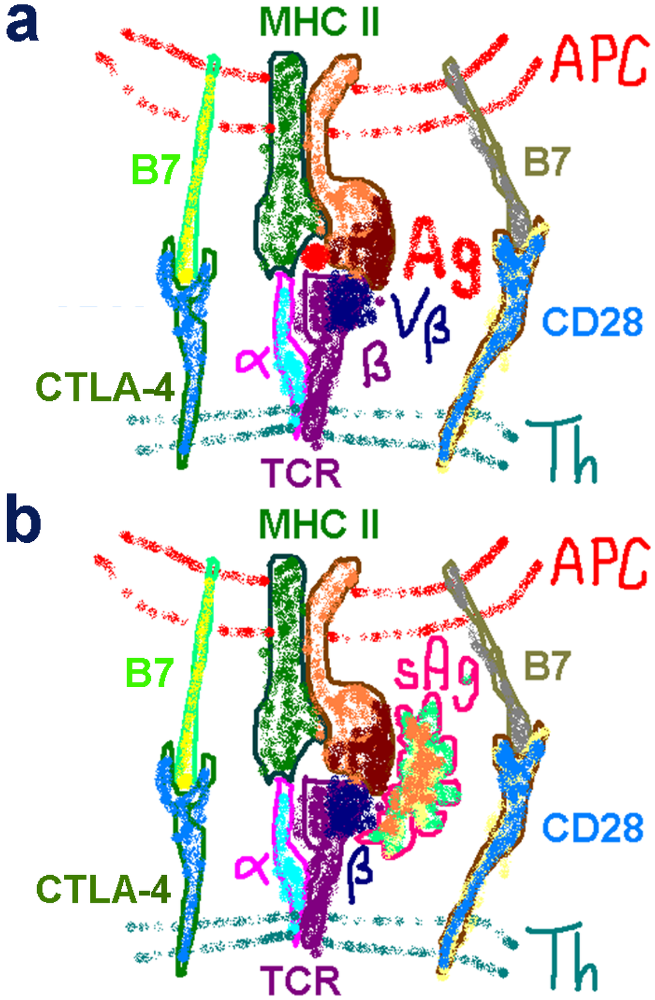 a
MHC II
APC
B7
B7
Ag
Vβ
CD28
α
β
CTLA-4
Th
TCR
b
MHC II
APC
sAg
B7
B7
CD28
α
β
CTLA-4
Th
TCR